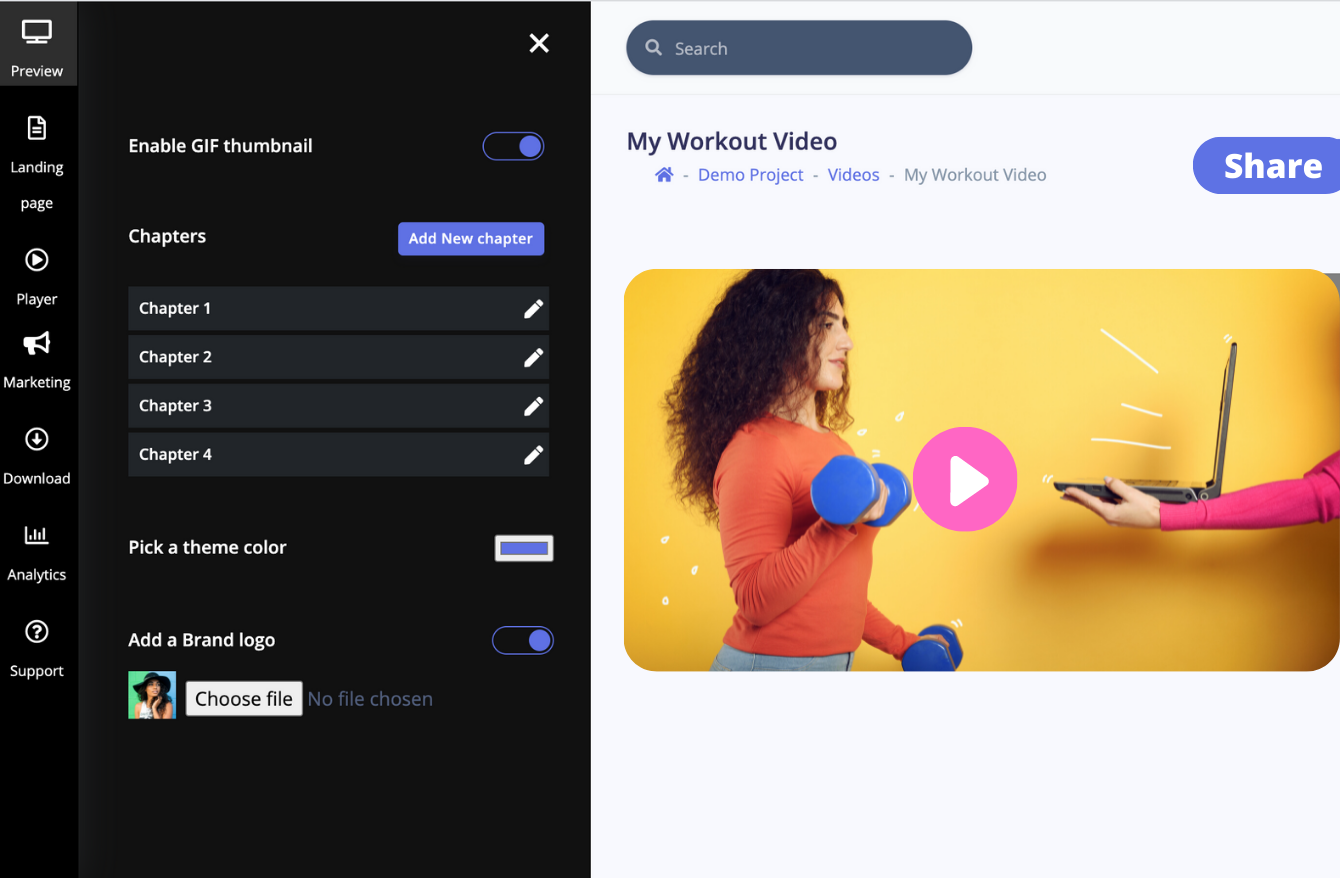 Preview
Landing
page
Player
Marketing
Download
Analytics
Support
Enable GIF thumbnail
Chapters
Add New chapter
Chapter 1
Chapter 2
Chapter 3
Chapter 4
Pick a theme color
Add a Brand logo
Choose file No file chosen
Search
My Workout Video
- Demo Project - Videos - My Workout Video
Share